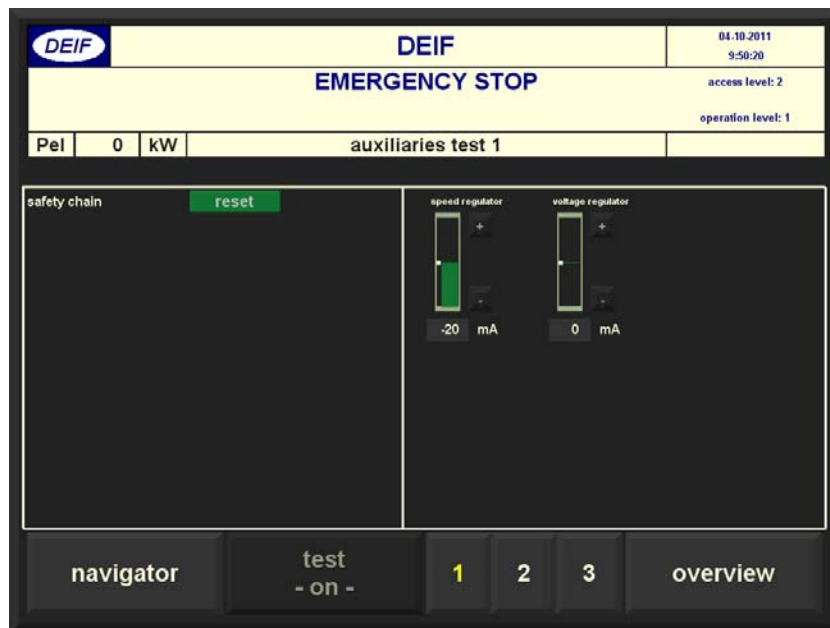 DEIF
DEIF
04-10-2011
9:50:20
EMERGENCY STOP
access level: 2
operation level: 1
Pel 0 kW auxiliaries test 1
safety chain reset
speed regulator voltage regulator
+ +
- -
-20 mA 0 mA
navigator
test
- on -
1 2 3
overview